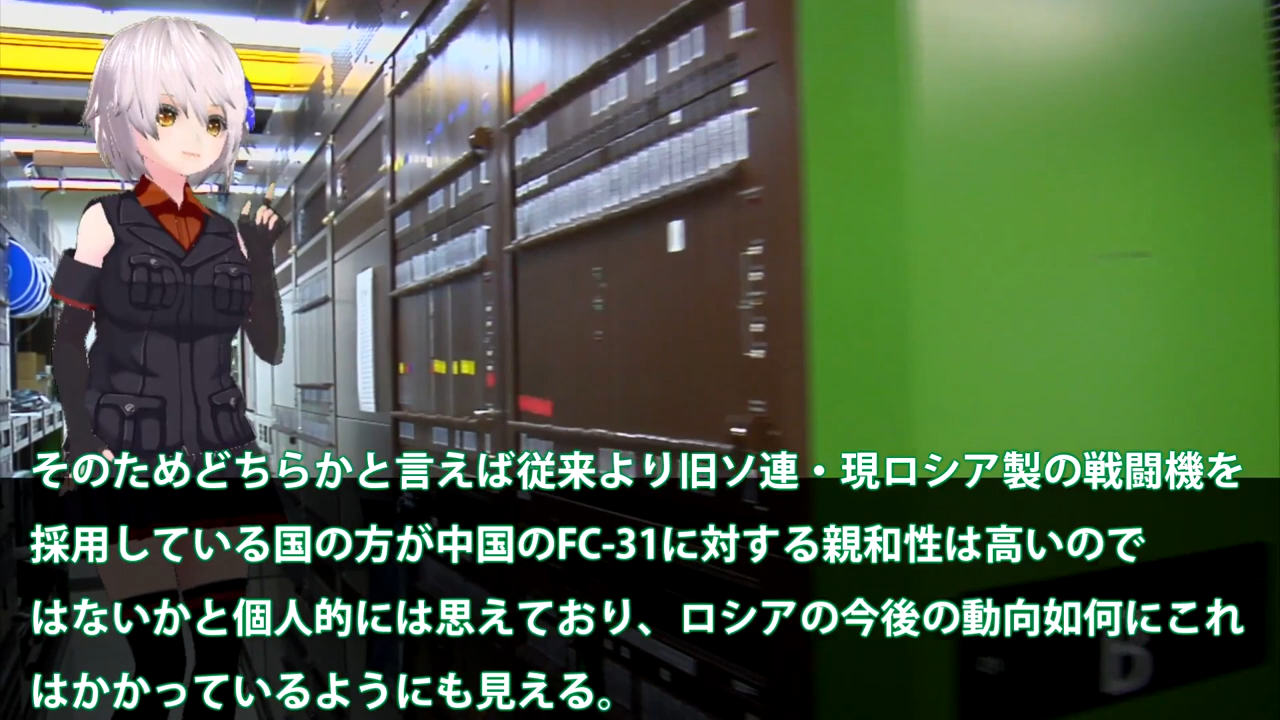 そのためどちらかと言えば従来より旧ソ連・現ロシア製の戦闘機を
採用している国の方が中国のFC-31に対する親和性は高いので
はないかと個人的には思えており、ロシアの今後の動向如何にこれ
はかかっているようにも見える。
D